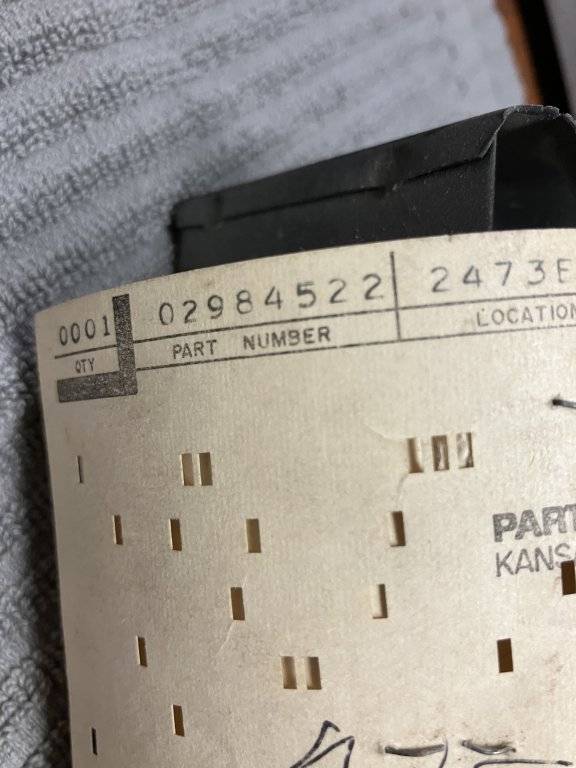 0001 02984522 2473E
QTY PART NUMBER LOCATION
PART
KANS